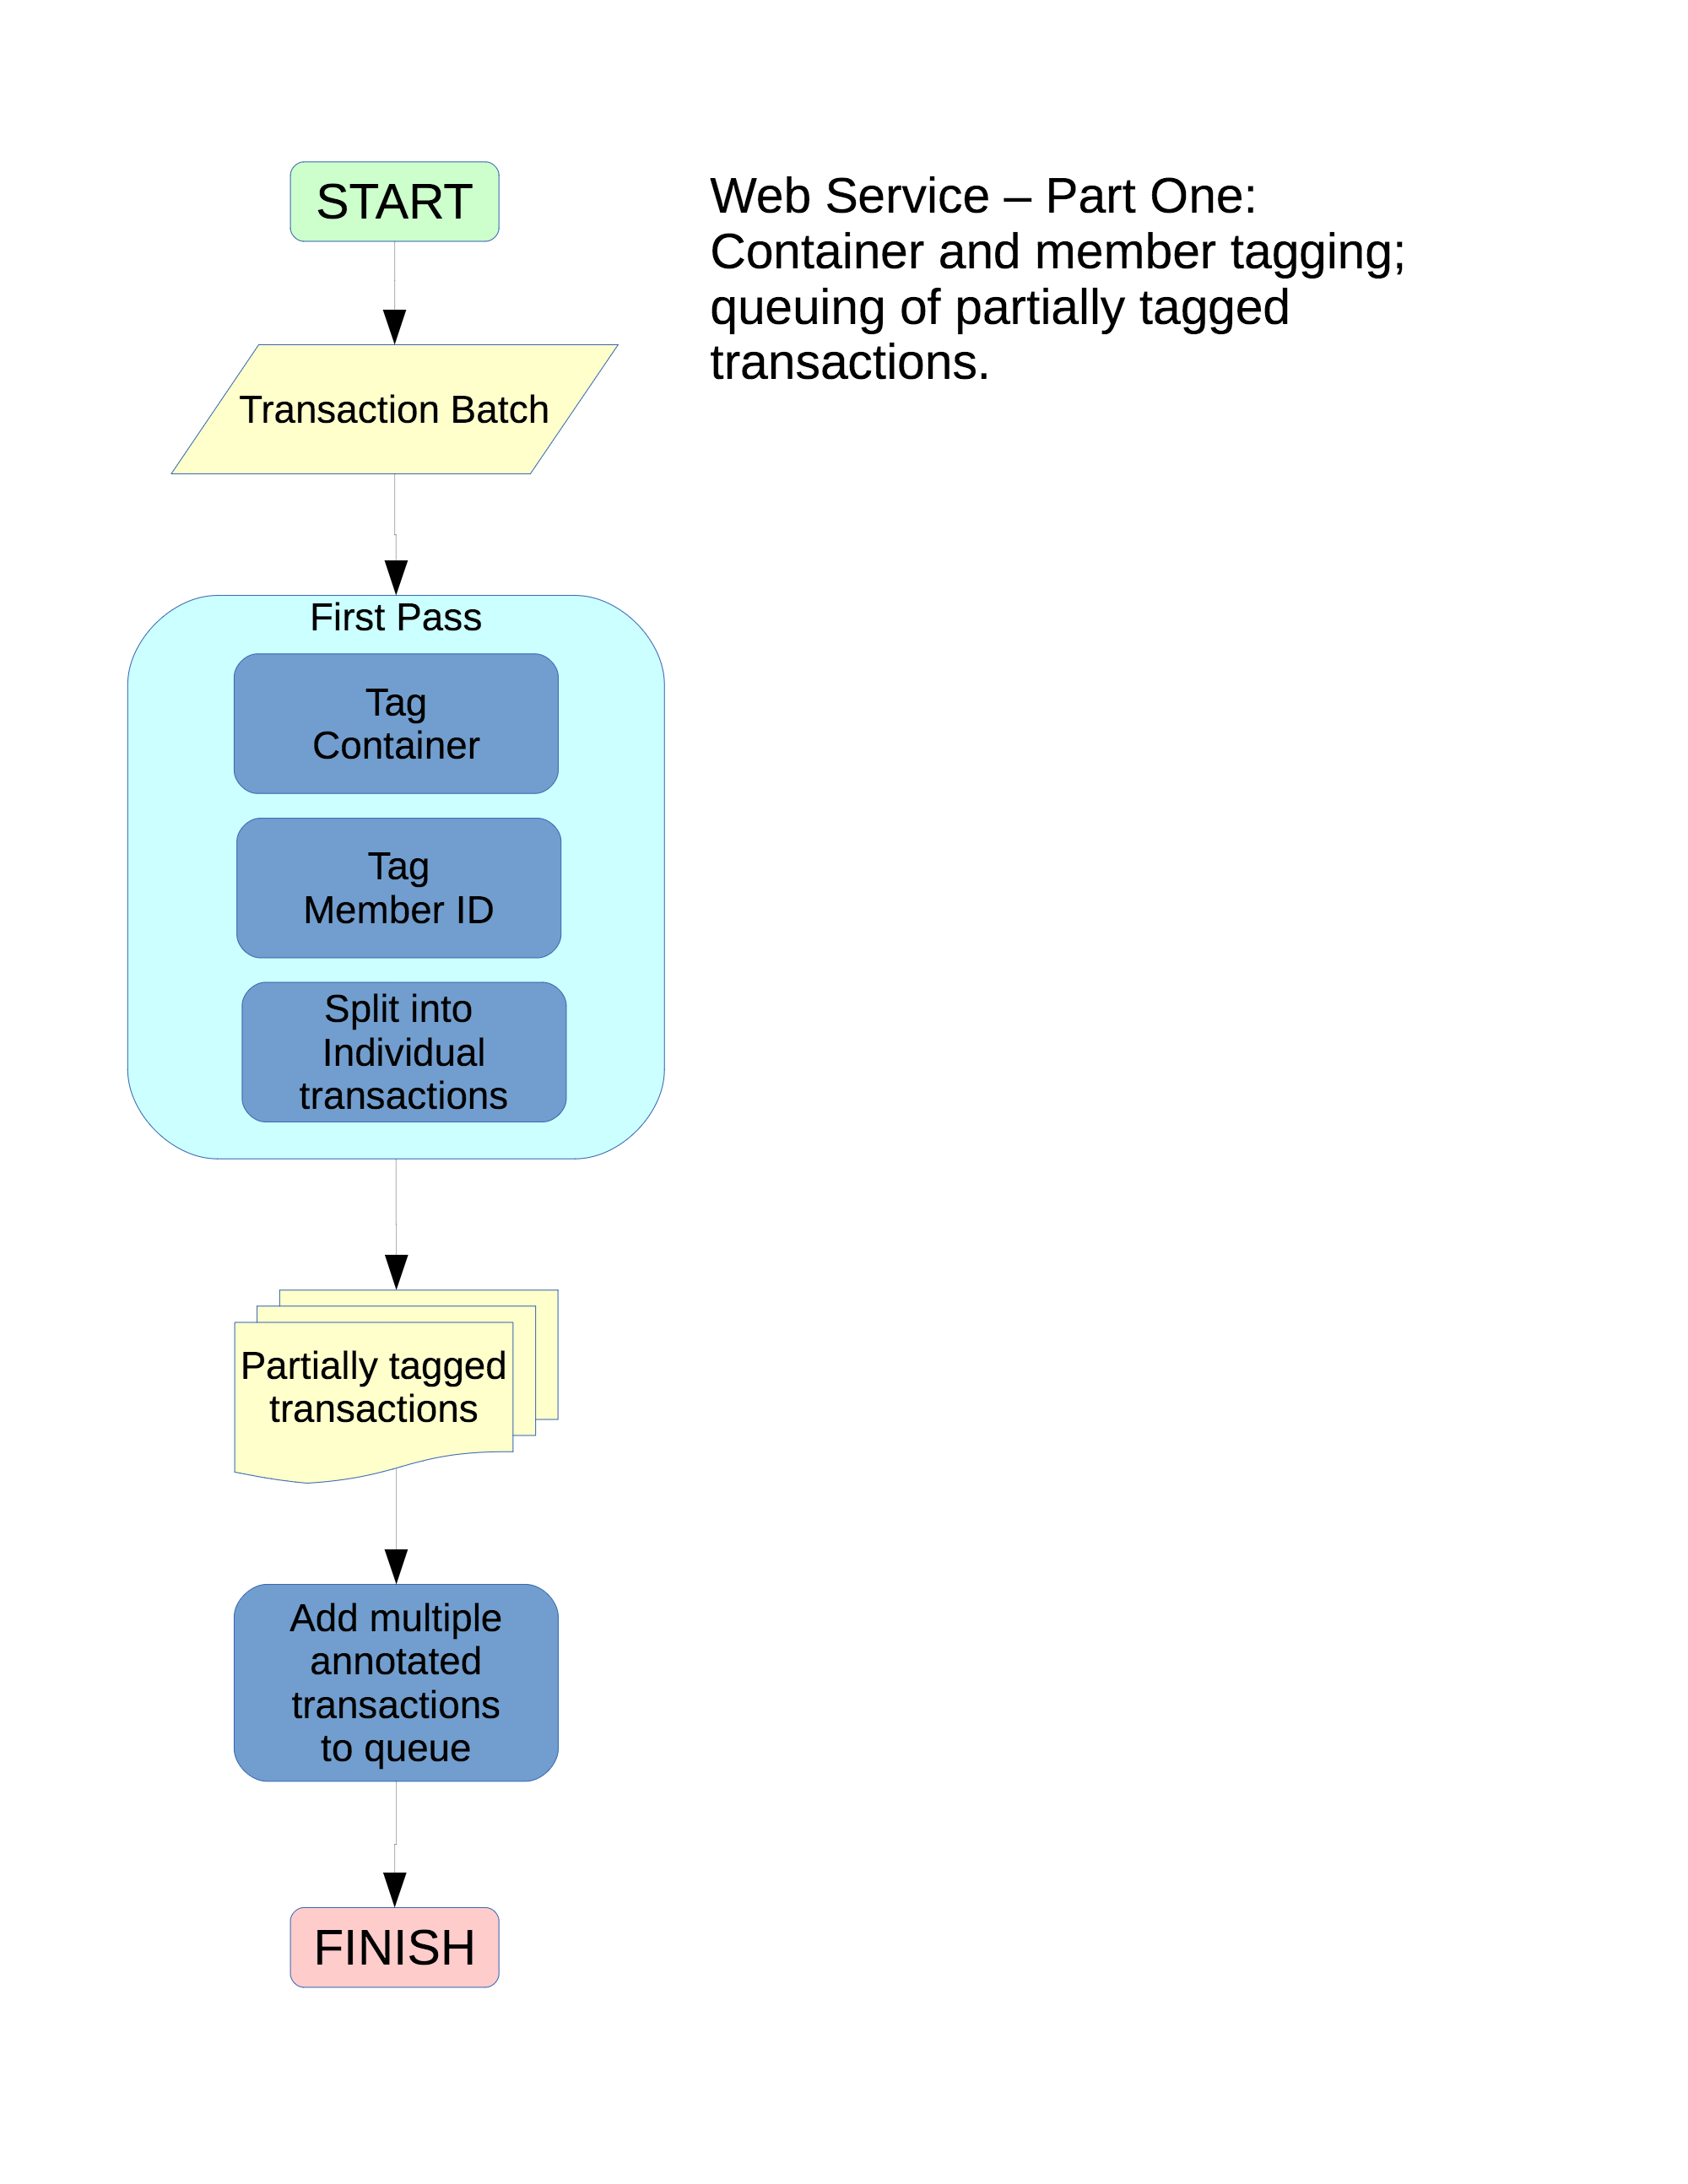 START
Web Service – Part One:
Container and member tagging;
queuing of partially tagged
transactions.
Transaction Batch
First Pass
Tag
Container
Tag
Member ID
Split into
Individual
transactions
Partially tagged
transactions
Add multiple
annotated
transactions
to queue
FINISH